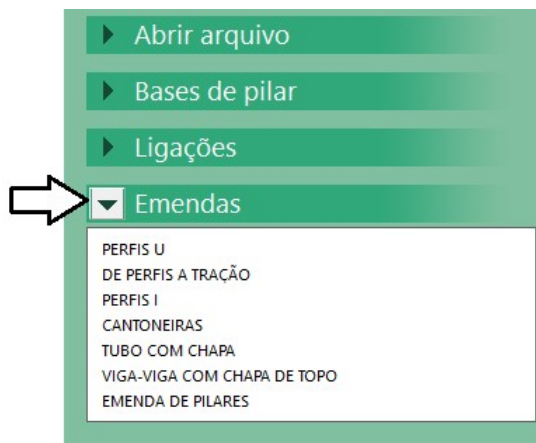 Abrir arquivo
Bases de pilar
Ligações
Emendas
PERFIS U
DE PERFIS A TRAÇÃO
PERFIS I
CANTONEIRAS
TUBO COM CHAPA
VIGA-VIGA COM CHAPA DE TOPO
EMENDA DE PILARES